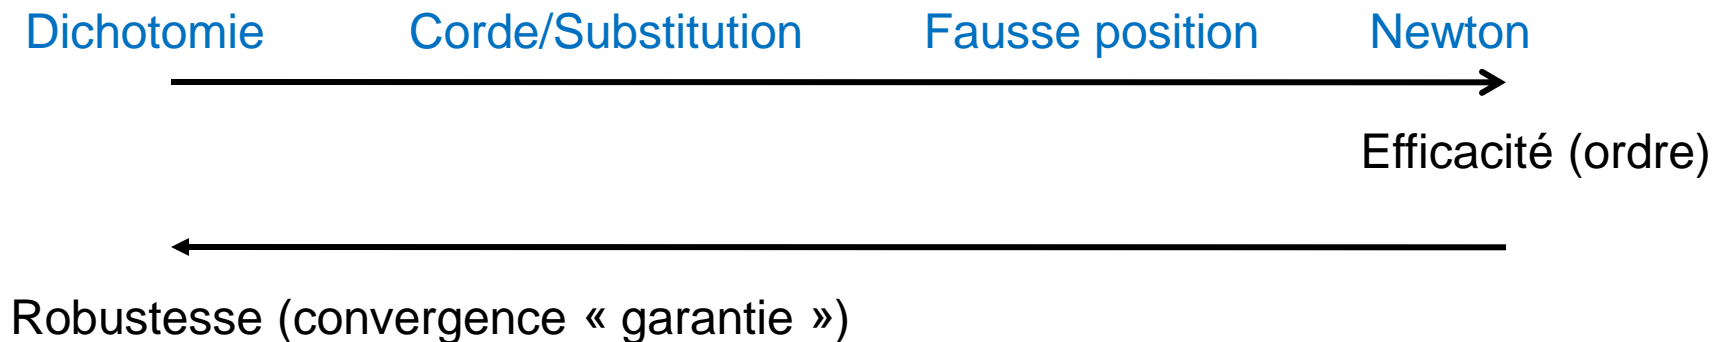 Dichotomie Corde/Substitution Fausse position Newton
Efficacité (ordre)
Robustesse (convergence « garantie »)